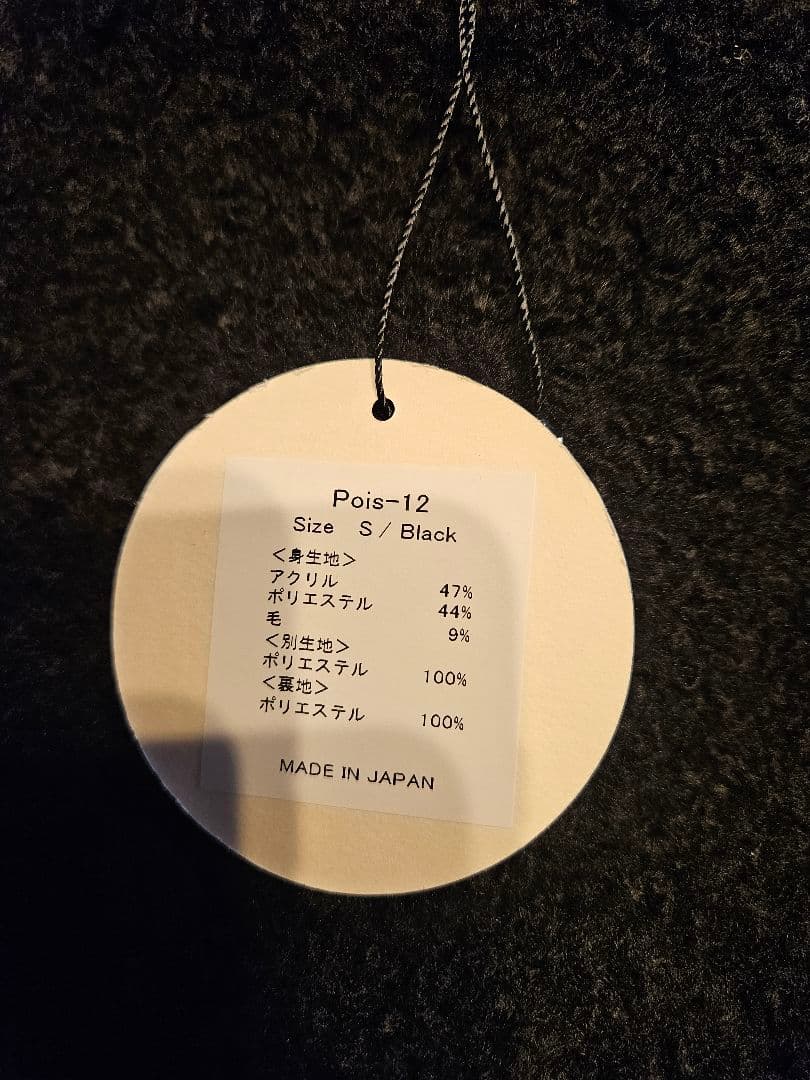 Pois-12
Size S / Black
＜身生地＞
アクリル 47%
ポリエステル 44%
毛 9%
＜別生地＞
ポリエステル 100%
＜裏地＞
ポリエステル 100%
MADE IN JAPAN